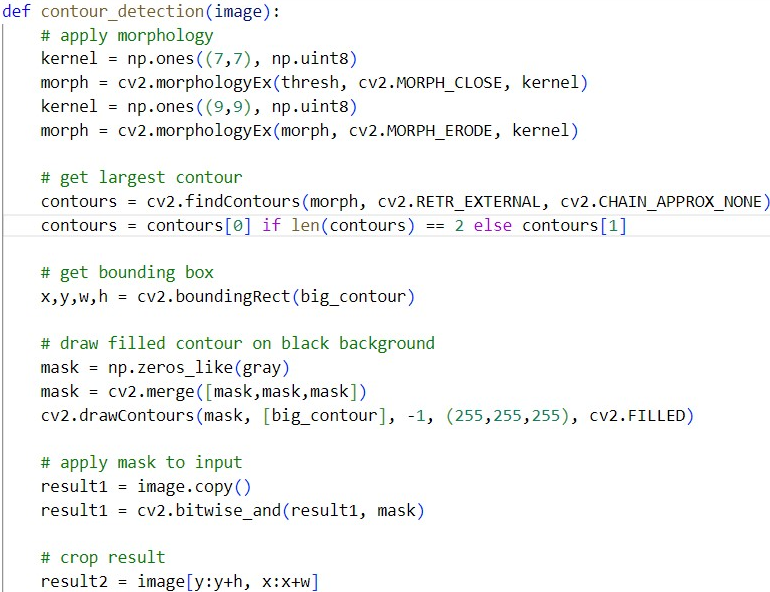 def contour_detection(image):
    # apply morphology
    kernel = np.ones((7,7), np.uint8)
    morph = cv2.morphologyEx(thresh, cv2.MORPH_CLOSE, kernel)
    kernel = np.ones((9,9), np.uint8)
    morph = cv2.morphologyEx(morph, cv2.MORPH_ERODE, kernel)

    # get largest contour
    contours = cv2.findContours(morph, cv2.RETR_EXTERNAL, cv2.CHAIN_APPROX_NONE)
    contours = contours[0] if len(contours) == 2 else contours[1]

    # get bounding box
    x,y,w,h = cv2.boundingRect(big_contour)

    # draw filled contour on black background
    mask = np.zeros_like(gray)
    mask = cv2.merge([mask,mask,mask])
    cv2.drawContours(mask, [big_contour], -1, (255,255,255), cv2.FILLED)

    # apply mask to input
    result1 = image.copy()
    result1 = cv2.bitwise_and(result1, mask)

    # crop result
    result2 = image[y:y+h, x:x+w]